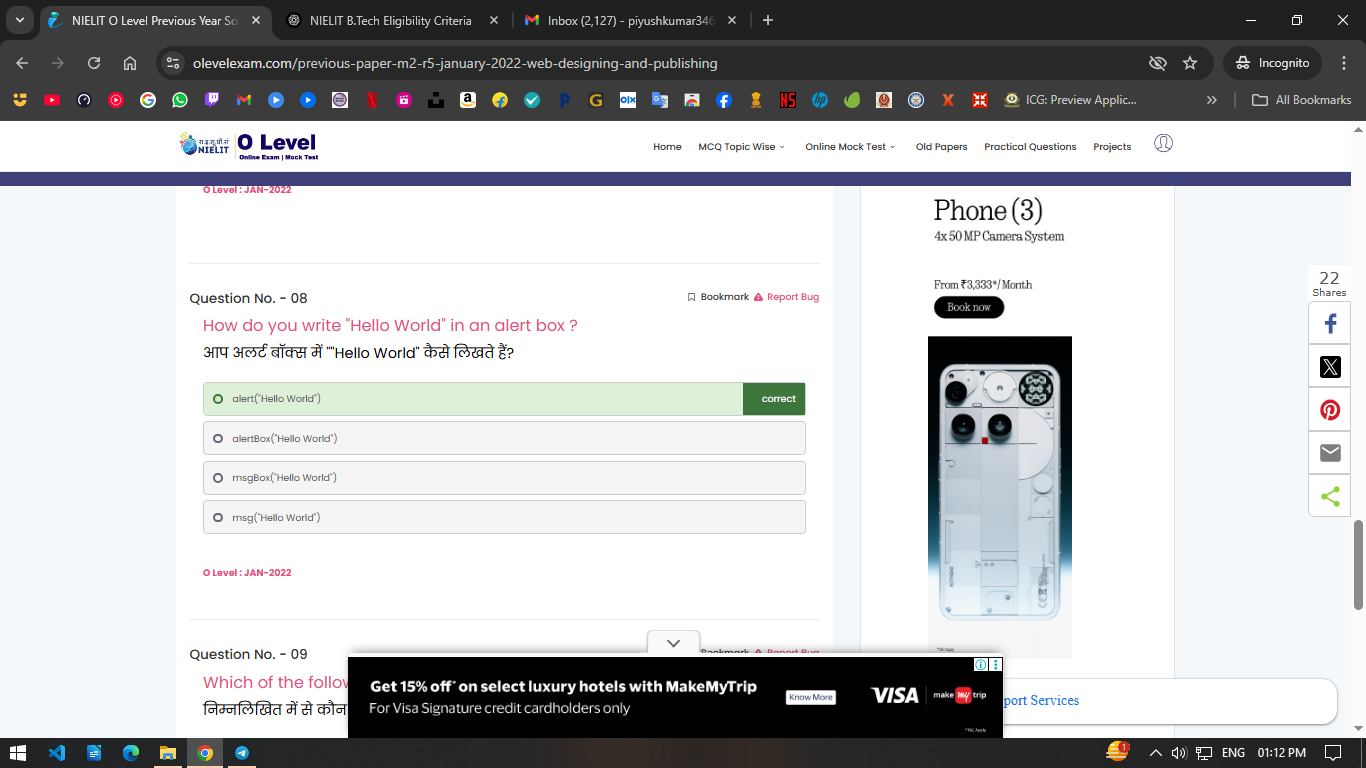 NIELIT O Level Previous Year So
NIELIT B.Tech Eligibility Criteria
Inbox (2,127) - piyushkumar346
olevelexam.com/previous-paper-m2-r5-january-2022-web-designing-and-publishing
Incognito
ICG: Preview Applic...
All Bookmarks
रा.इ.सू.प्रौ.सं
NIELIT
O Level
Online Exam | Mock Test
Home
MCQ Topic Wise
Online Mock Test
Old Papers
Practical Questions
Projects
O Level : JAN-2022
Question No. - 08
Bookmark
Report Bug
How do you write "Hello World" in an alert box ?
आप अलर्ट बॉक्स में ""Hello World" कैसे लिखते हैं?
alert("Hello World")
correct
alertBox("Hello World")
msgBox("Hello World")
msg("Hello World")
O Level : JAN-2022
Question No. - 09
Bookmark
Report Bug
Which of the follow
निम्नलिखित में से कौन
Phone (3)
4x 50 MP Camera System
From ₹3,333*/ Month
Book now
22
Shares
Get 15% off* on select luxury hotels with MakeMyTrip
For Visa Signature credit cardholders only
Know More
VISA
make my trip
*T&C Apply
port Services
ENG
01:12 PM